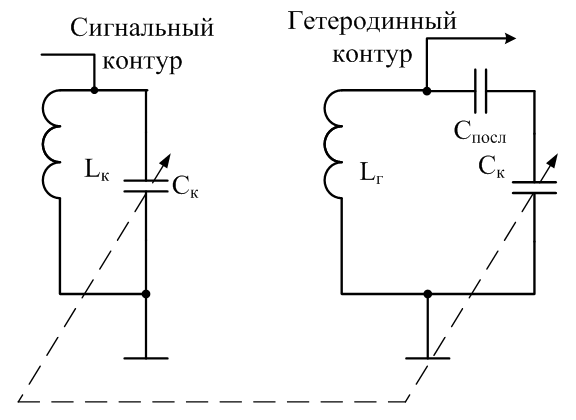 Сигнальный
контур
Гетеродинный
контур
Lк
Cк
Cпосл
Lг
Cк